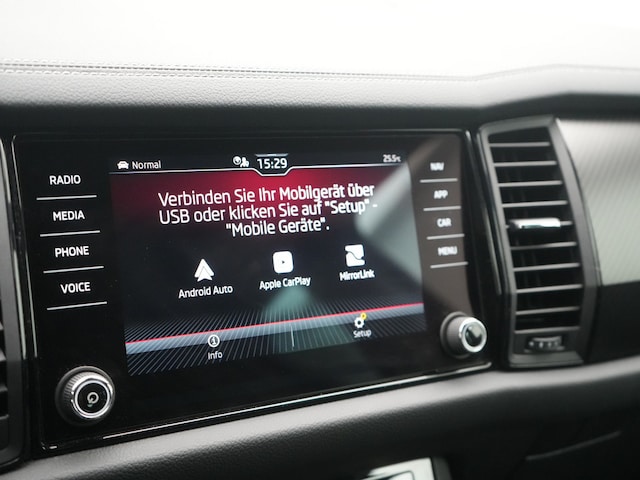 Normal
15:29
25.5°C
RADIO
MEDIA
PHONE
VOICE
Verbinden Sie Ihr Mobilgerät über
USB oder klicken Sie auf "Setup" -
"Mobile Geräte".
Android Auto
Apple CarPlay
MirrorLink
Info
Setup
NAV
APP
CAR
MENU